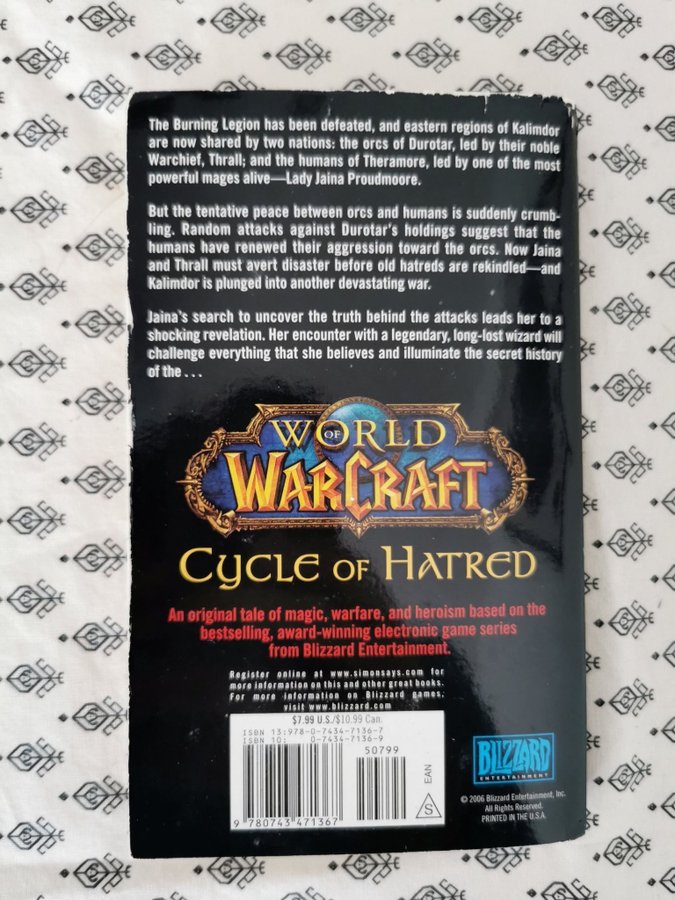 The Burning Legion has been defeated, and eastern regions of Kalimdor
are now shared by two nations: the orcs of Durotar, led by their noble
Warchief, Thrall; and the humans of Theramore, led by one of the most
powerful mages alive—Lady Jaina Proudmoore.
But the tentative peace between orcs and humans is suddenly crumb-
ling. Random attacks against Durotar's holdings suggest that the
humans have renewed their aggression toward the orcs. Now Jaina
and Thrall must avert disaster before old hatreds are rekindled—and
Kalimdor is plunged into another devastating war.
Jaina's search to uncover the truth behind the attacks leads her to a
shocking revelation. Her encounter with a legendary, long-lost wizard will
challenge everything that she believes and illuminate the secret history
of the . . .
WORLD
OF
WARCRAFT
CYCLE OF HATRED
An original tale of magic, warfare, and heroism based on the
bestselling, award-winning electronic game series
from Blizzard Entertainment.
Register online at www.simonsays.com for
more information on this and other great books.
For more information on Blizzard games,
visit www.blizzard.com
$7.99 U.S./$10.99 Can.
ISBN 13:978-0-7434-7136-7
ISBN 10: 0-7434-7136-9
50799
EAN
S
9 780743 471367
BLIZZARD
ENTERTAINMENT
© 2006 Blizzard Entertainment, Inc.
All Rights Reserved.
PRINTED IN THE U.S.A.